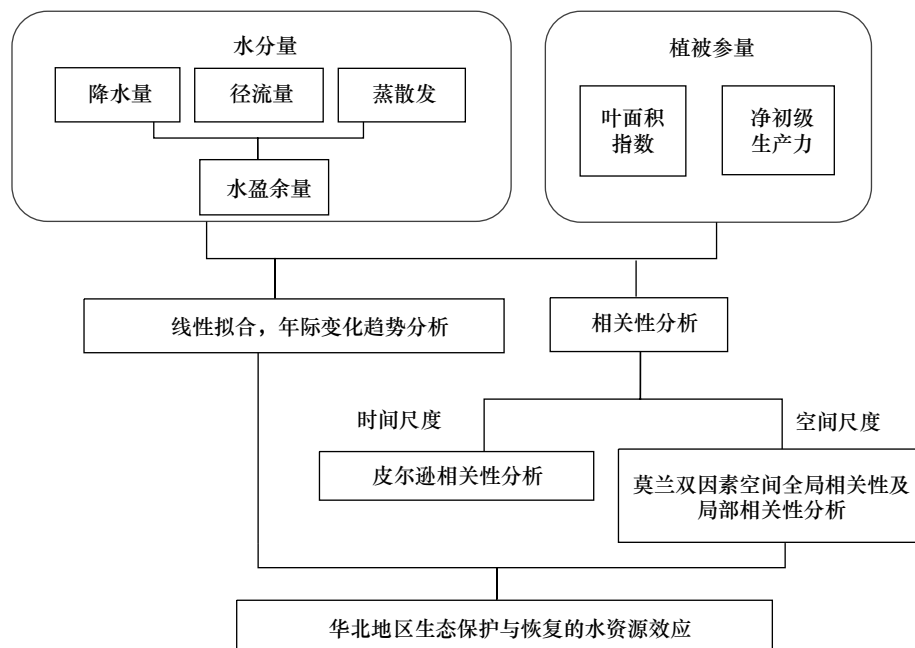 水分量
植被参量
降水量
径流量
蒸散发
叶面积
指数
净初级
生产力
水盈余量
线性拟合，年际变化趋势分析
相关性分析
时间尺度
空间尺度
皮尔逊相关性分析
莫兰双因素空间全局相关性及
局部相关性分析
华北地区生态保护与恢复的水资源效应